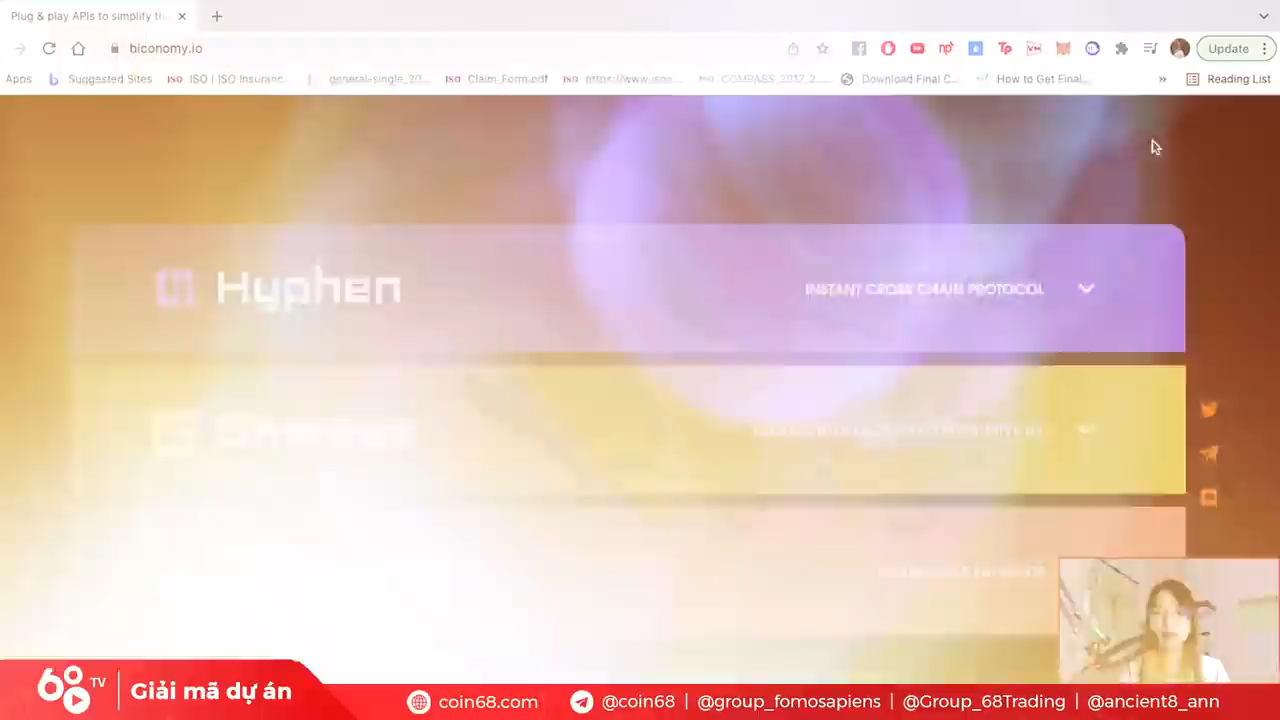 Plug & play APIs to simplify th
biconomy.io
Update
Apps
Suggested Sites
ISO | ISO Insuranc...
general-single_20...
Claim_Form.pdf
Download Final C...
How to Get Final...
»
Reading List
Hyphen
INSTANT CROSS CHAIN PROTOCOL
68 TV
Giải mã dự án
coin68.com
@coin68 | @group_fomosapiens | @Group_68Trading | @ancient8_ann